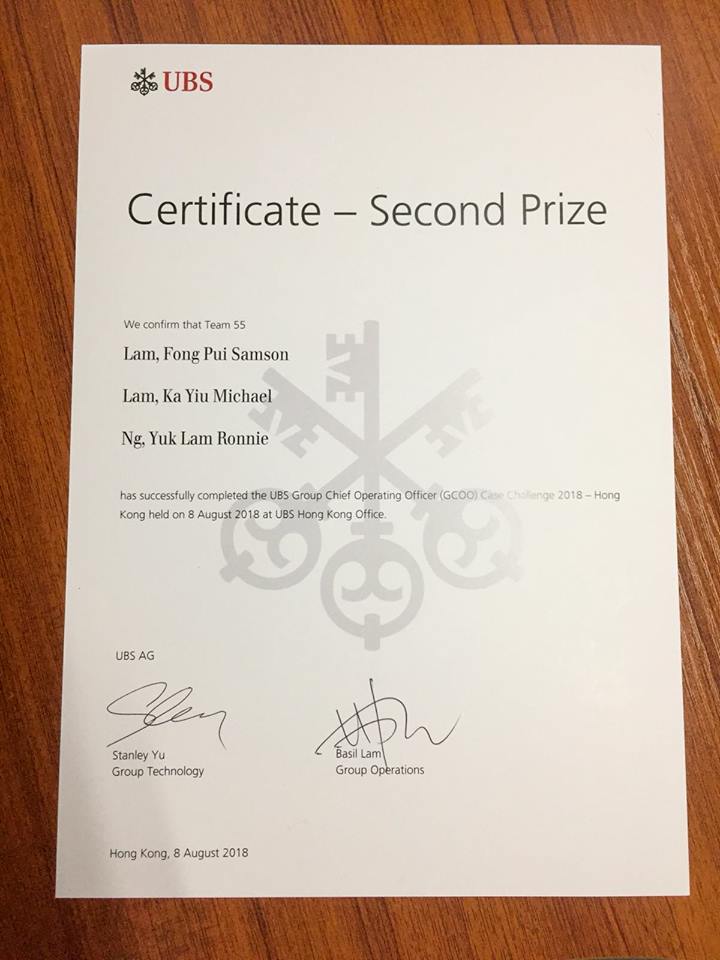 UBS
Certificate – Second Prize
We confirm that Team 55
Lam, Fong Pui Samson
Lam, Ka Yiu Michael
Ng, Yuk Lam Ronnie
has successfully completed the UBS Group Chief Operating Officer (GCOO) Case Challenge 2018 – Hong
Kong held on 8 August 2018 at UBS Hong Kong Office.
UBS AG
Stanley Yu
Group Technology
Basil Lam
Group Operations
Hong Kong, 8 August 2018